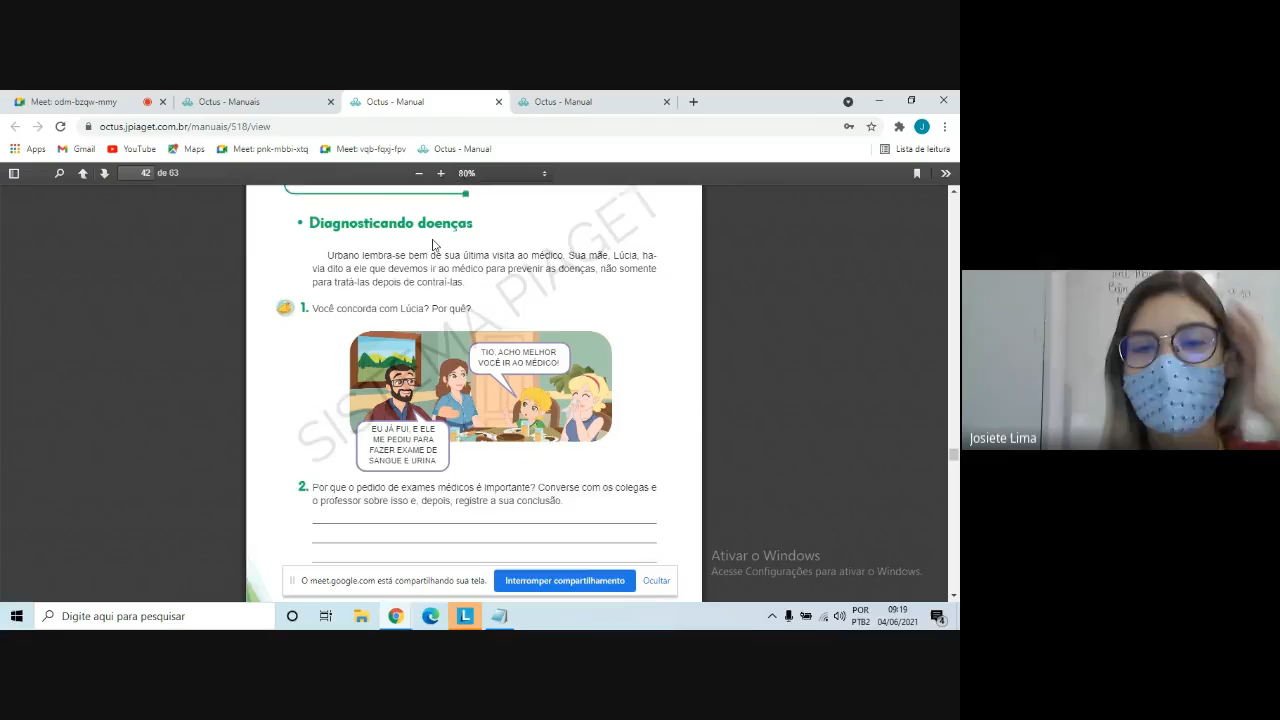 Meet: odm-bzqw-mmy
Octus - Manuais
Octus - Manual
Octus - Manual
octus.jpiaget.com.br/manuais/518/view
Apps
Gmail
YouTube
Maps
Meet: pnk-mbbi-xtq
Meet: vqb-fqxj-fpv
Octus - Manual
Lista de leitura
42 de 63
80%
• Diagnosticando doenças
Urbano lembra-se bem de sua última visita ao médico. Sua mãe, Lúcia, ha-
via dito a ele que devemos ir ao médico para prevenir as doenças, não somente
para tratá-las depois de contraí-las.
1. Você concorda com Lúcia? Por quê?
TIO, ACHO MELHOR
VOCÊ IR AO MÉDICO!
EU JÁ FUI, E ELE
ME PEDIU PARA
FAZER EXAME DE
SANGUE E URINA
SISTEMA PIAGET
2. Por que o pedido de exames médicos é importante? Converse com os colegas e
o professor sobre isso e, depois, registre a sua conclusão.
O meet.google.com está compartilhando sua tela.
Interromper compartilhamento
Ocultar
Ativar o Windows
Acesse Configurações para ativar o Windows.
Digite aqui para pesquisar
L
POR
PTB2
09:19
04/06/2021
4
J
Josiete Lima